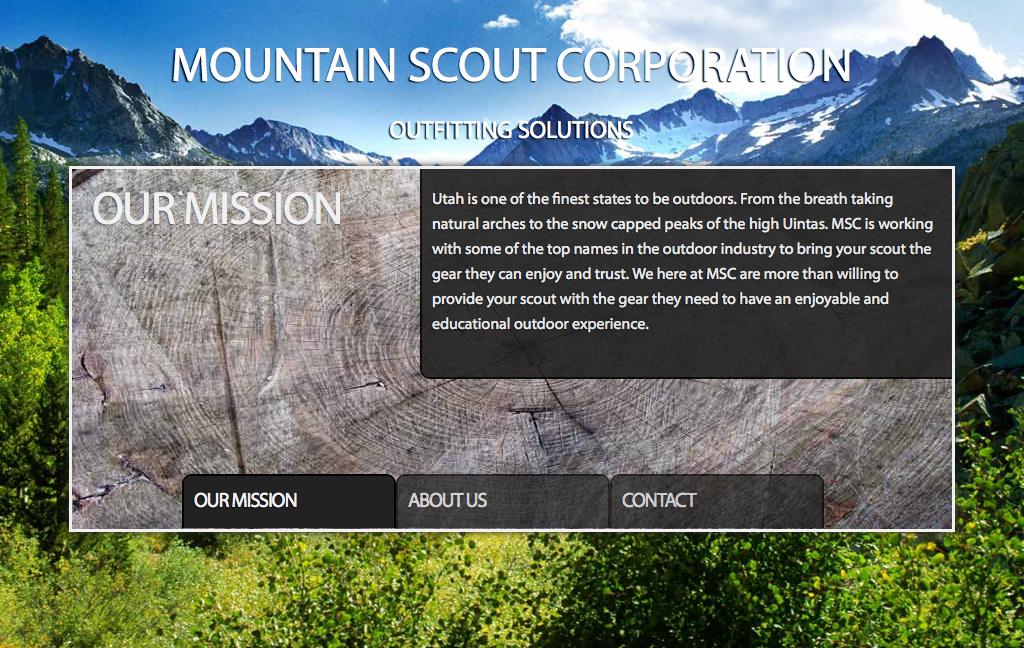 MOUNTAIN SCOUT CORPORATION
OUTFITTING SOLUTIONS
OUR MISSION
Utah is one of the finest states to be outdoors. From the breath taking
natural arches to the snow capped peaks of the high Uintas. MSC is working
with some of the top names in the outdoor industry to bring your scout the
gear they can enjoy and trust. We here at MSC are more than willing to
provide your scout with the gear they need to have an enjoyable and
educational outdoor experience.
OUR MISSION
ABOUT US
CONTACT